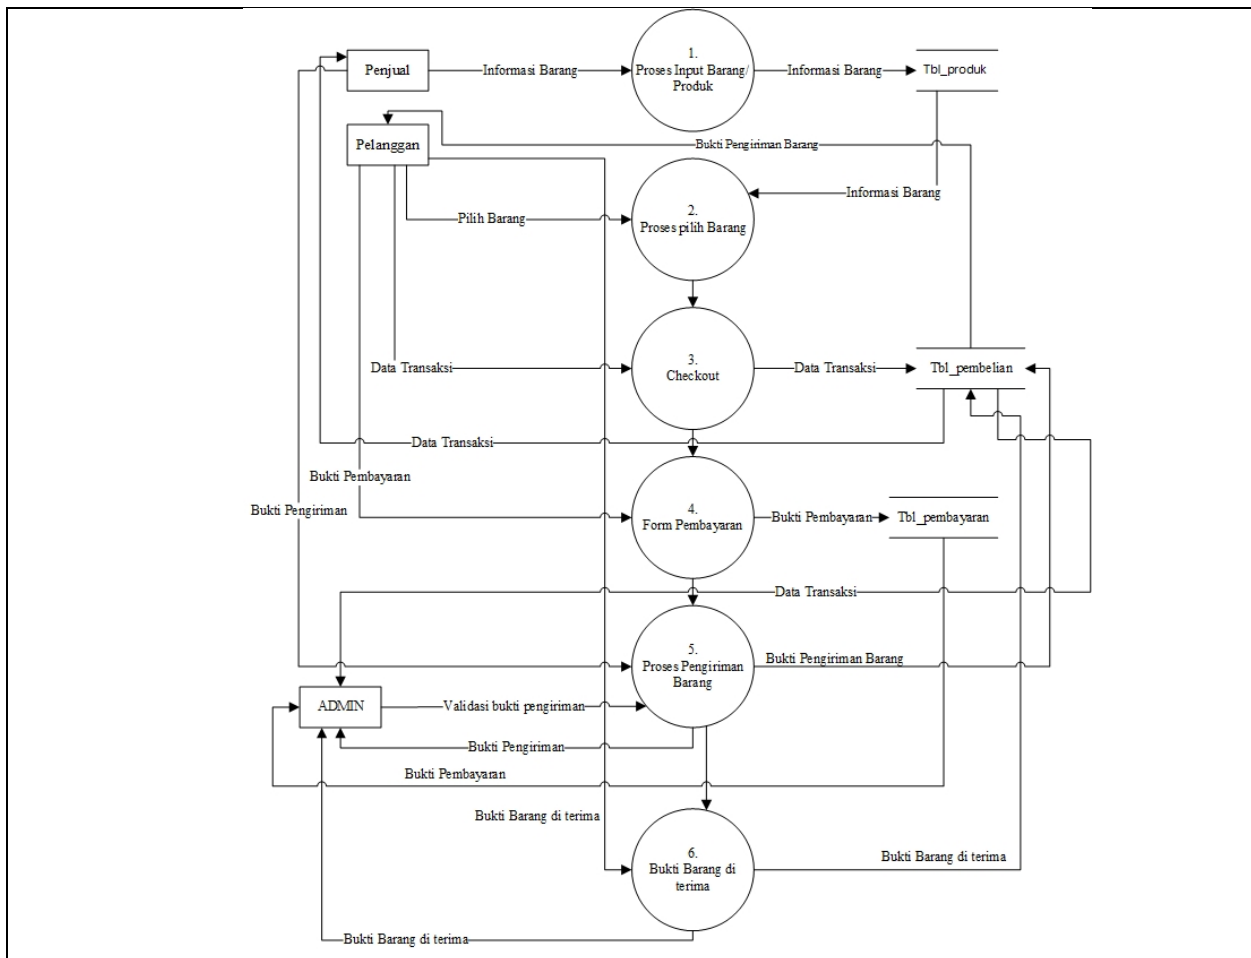 Penjual
Informasi Barang
1.
Proses Input Barang/
Produk
Informasi Barang
Tbl_produk
Pelanggan
Bukti Pengiriman Barang
Informasi Barang
Pilih Barang
2.
Proses pilih Barang
Data Transaksi
3.
Checkout
Data Transaksi
Tbl_pembelian
Data Transaksi
Bukti Pembayaran
Bukti Pengiriman
4.
Form Pembayaran
Bukti Pembayaran
Tbl_pembayaran
Data Transaksi
5.
Proses Pengiriman
Barang
Bukti Pengiriman Barang
ADMIN
Validasi bukti pengiriman
Bukti Pengiriman
Bukti Pembayaran
Bukti Barang di terima
6.
Bukti Barang di
terima
Bukti Barang di terima
Bukti Barang di terima